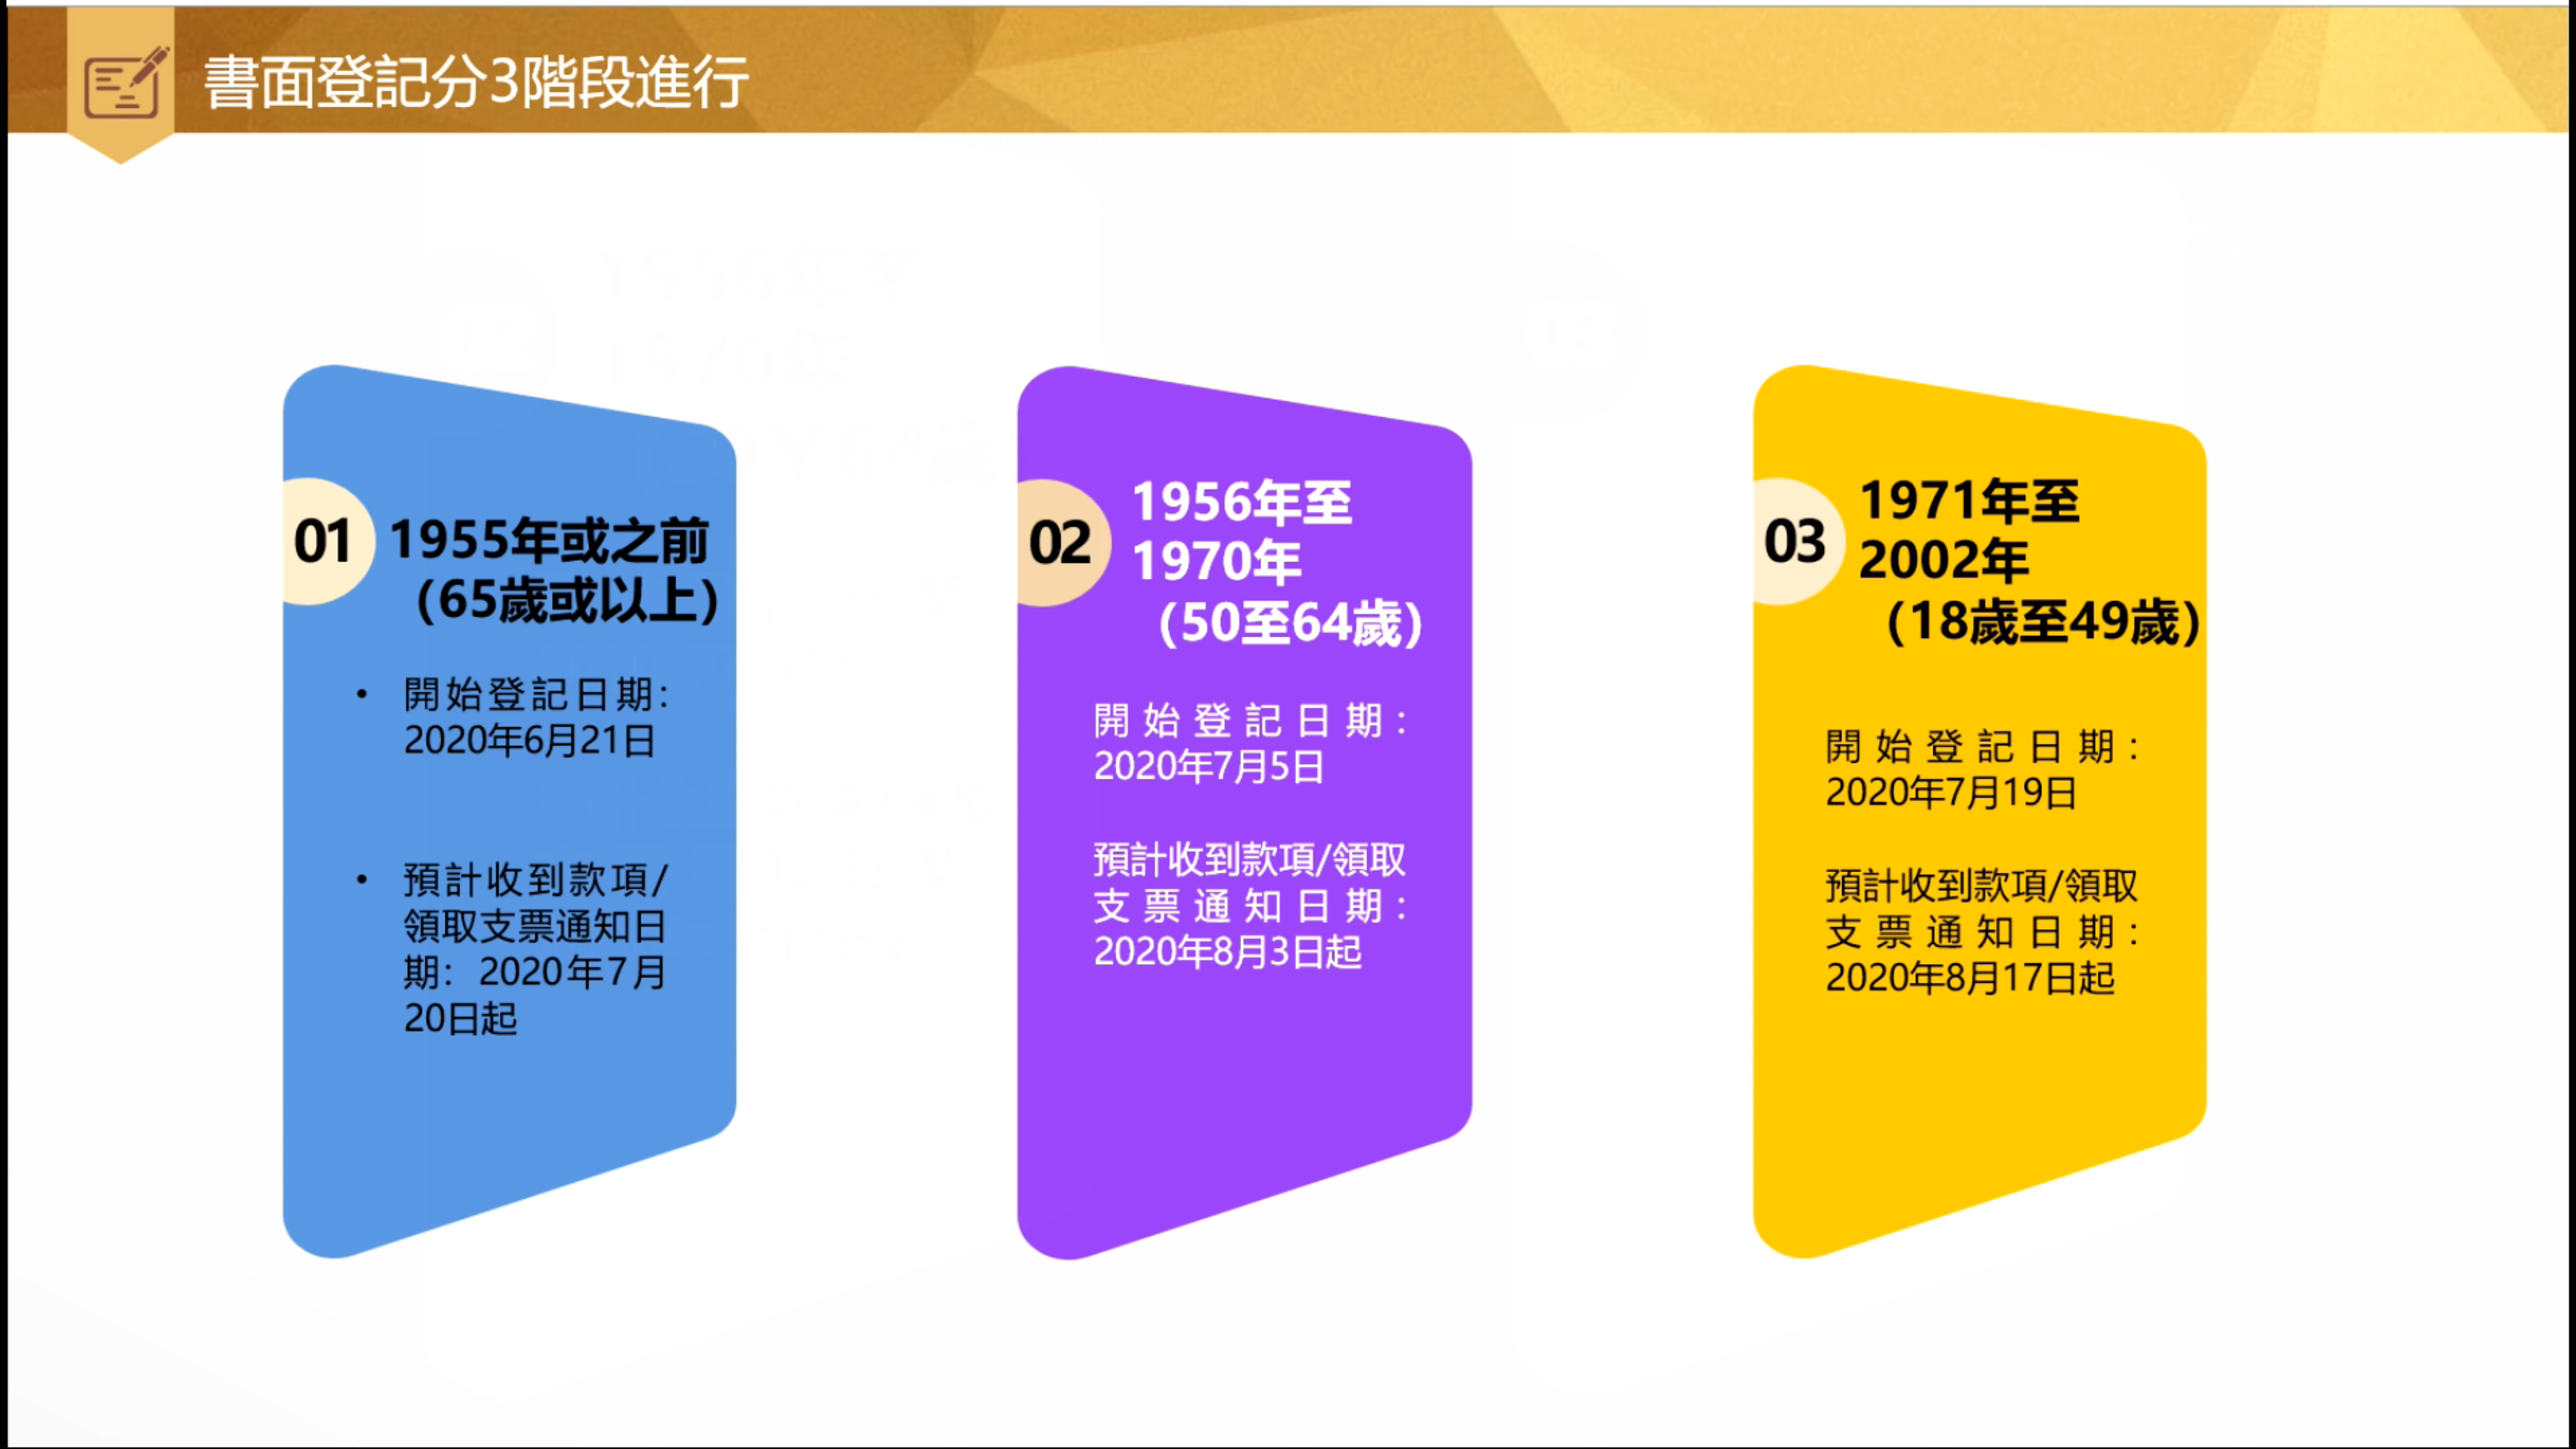 書面登記分3階段進行
01
1955年或之前
(65歲或以上)
• 開始登記日期：
2020年6月21日
• 預計收到款項/
領取支票通知日
期：2020年7月
20日起
02
1956年至
1970年
(50至64歲)
開始登記日期：
2020年7月5日
預計收到款項/領取
支票通知日期：
2020年8月3日起
03
1971年至
2002年
(18歲至49歲)
開始登記日期：
2020年7月19日
預計收到款項/領取
支票通知日期：
2020年8月17日起